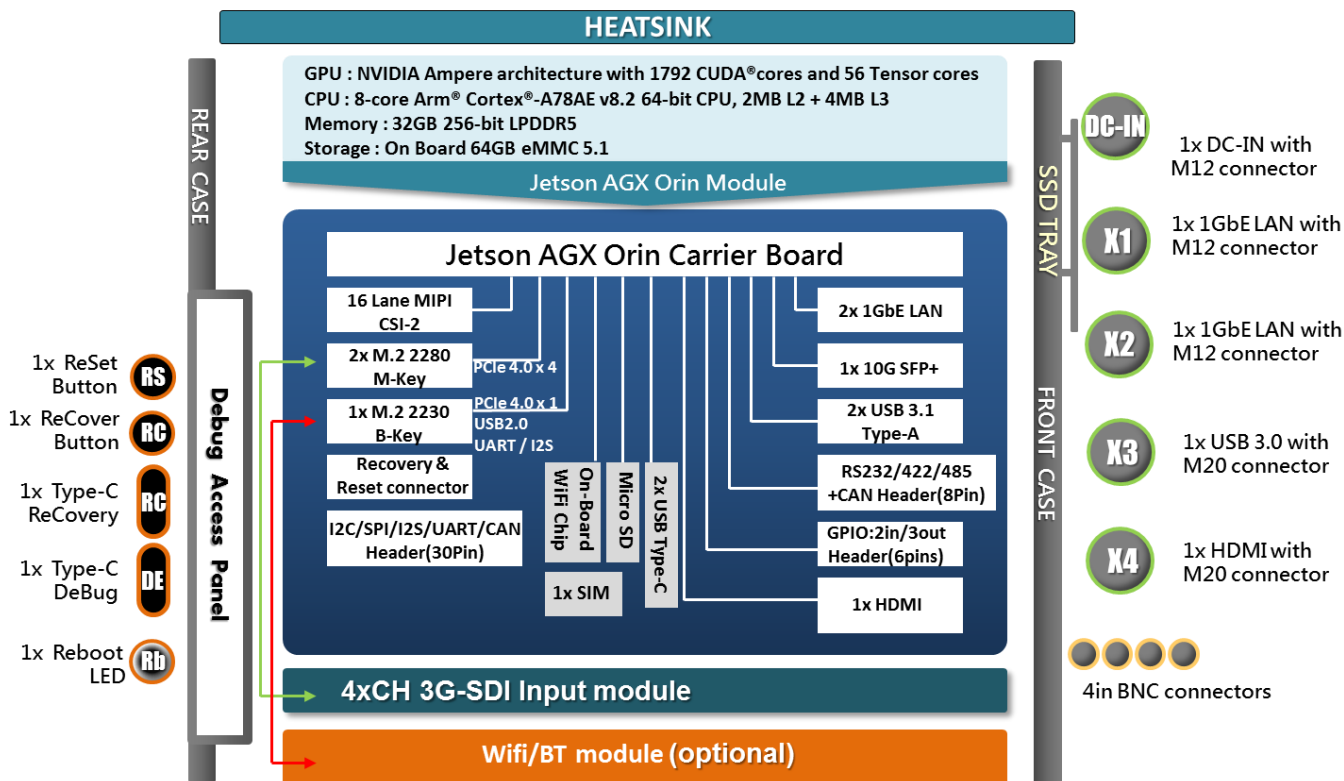 HEATSINK
REAR CASE
GPU : NVIDIA Ampere architecture with 1792 CUDA®cores and 56 Tensor cores
CPU : 8-core Arm® Cortex®-A78AE v8.2 64-bit CPU, 2MB L2 + 4MB L3
Memory : 32GB 256-bit LPDDR5
Storage : On Board 64GB eMMC 5.1
Jetson AGX Orin Module
Jetson AGX Orin Carrier Board
16 Lane MIPI
CSI-2
2x M.2 2280
M-Key
PCIe 4.0 x 4
1x M.2 2230
B-Key
PCIe 4.0 x 1
USB2.0
UART / I2S
Recovery &
Reset connector
I2C/SPI/I2S/UART/CAN
Header(30Pin)
On-Board
WiFi Chip
Micro SD
2x USB Type-C
1x SIM
2x 1GbE LAN
1x 10G SFP+
2x USB 3.1
Type-A
RS232/422/485
+CAN Header(8Pin)
GPIO:2in/3out
Header(6pins)
1x HDMI
4xCH 3G-SDI Input module
Wifi/BT module (optional)
1x ReSet
Button
RS
1x ReCover
Button
RC
1x Type-C
ReCovery
RC
1x Type-C
DeBug
DE
1x Reboot
LED
Rb
Debug Access Panel
SSD TRAY
FRONT CASE
DC-IN
1x DC-IN with
M12 connector
X1
1x 1GbE LAN with
M12 connector
X2
1x 1GbE LAN with
M12 connector
X3
1x USB 3.0 with
M20 connector
X4
1x HDMI with
M20 connector
4in BNC connectors